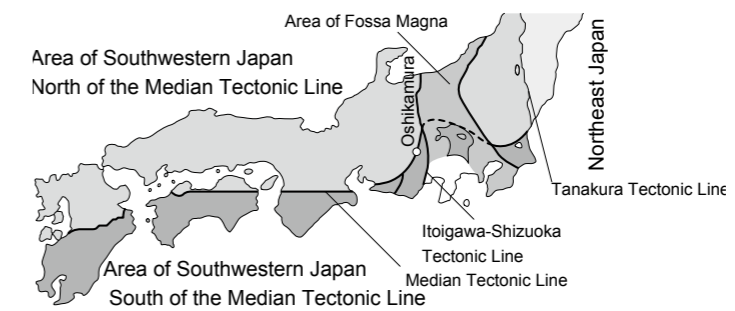 Area of Fossa Magna
Area of Southwestern Japan
North of the Median Tectonic Line
Oshikamura
Northeast Japan
Tanakura Tectonic Line
Itoigawa-Shizuoka
Tectonic Line
Median Tectonic Line
Area of Southwestern Japan
South of the Median Tectonic Line